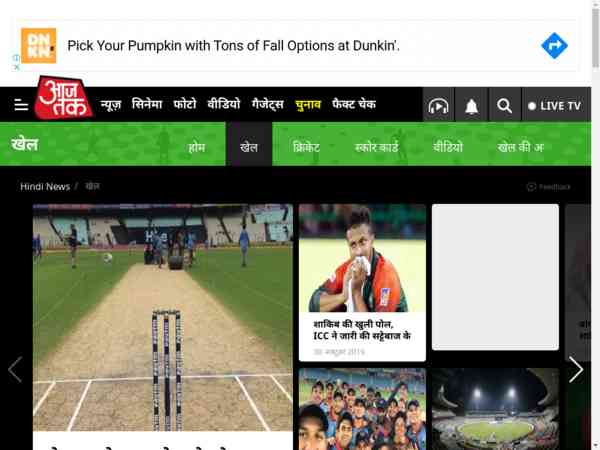 DN
KN
Pick Your Pumpkin with Tons of Fall Options at Dunkin'.
आज
तक
न्यूज़ सिनेमा फोटो वीडियो गैजेट्स चुनाव फैक्ट चेक
LIVE TV
खेल
होम खेल क्रिकेट स्कोर कार्ड वीडियो खेल की
Hindi News / खेल
Feedback
शाकिब की खुली पोल,
ICC ने जारी की सट्टेबाज के
30 अक्टूबर 2019